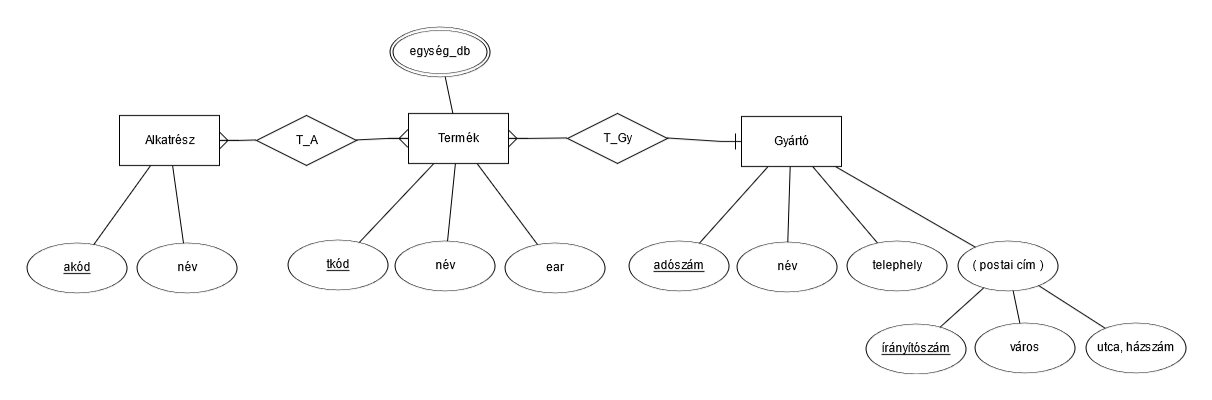 egység_db
Alkatrész
T_A
Termék
T_Gy
Gyártó
akód
név
tkód
név
ear
adószám
név
telephely
( postai cím )
írányítószám
város
utca, házszám